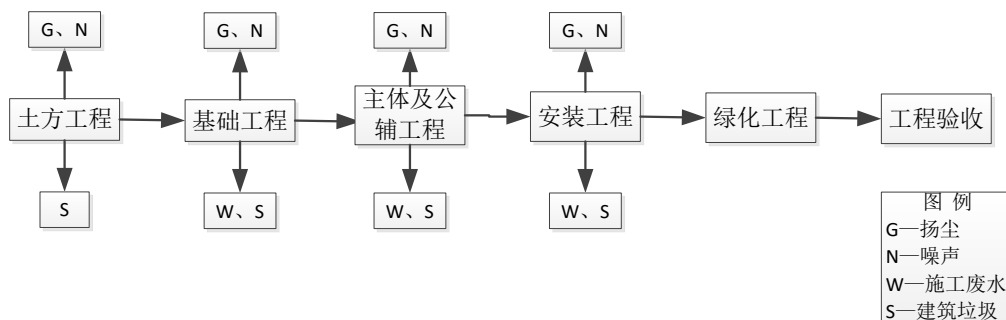 G、N
G、N
G、N
G、N
土方工程
基础工程
主体及公
辅工程
安装工程
绿化工程
工程验收
S
W、S
W、S
W、S
图 例
G—扬尘
N—噪声
W—施工废水
S—建筑垃圾